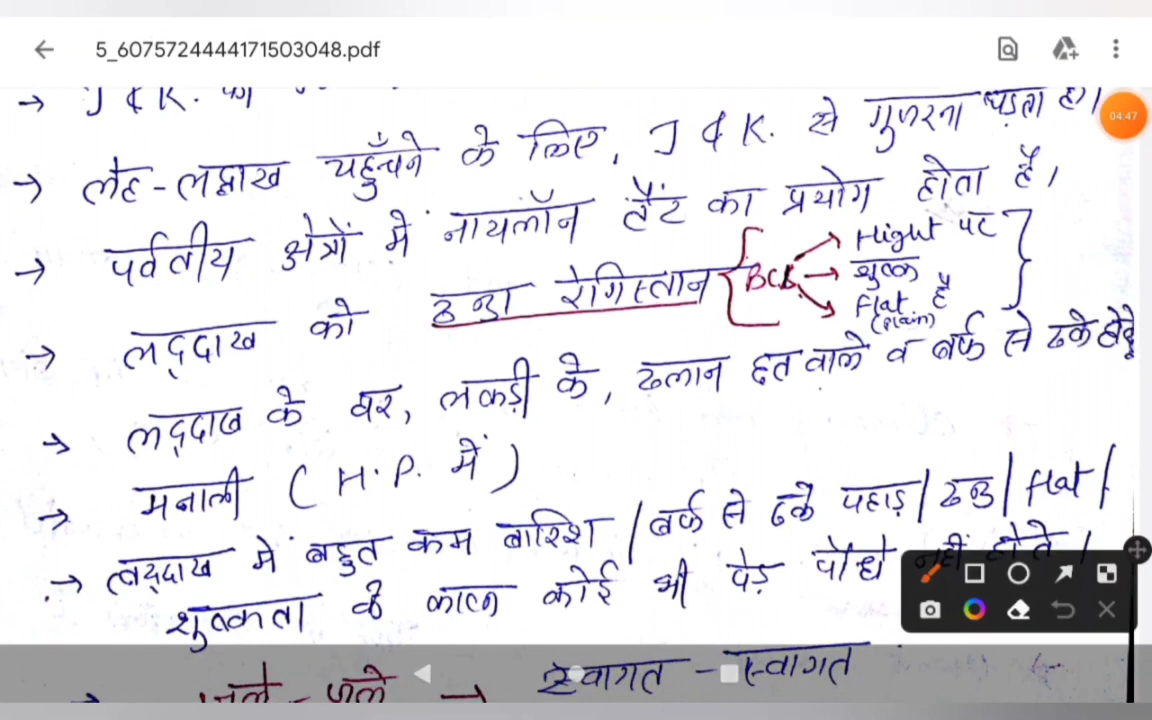 5_6075724444171503048.pdf
04:47
→ J & K. का
→ लेह-लद्दाख पहुँचने के लिए, J & K. से गुजरना पड़ता है।
→ पर्वतीय क्षेत्रों में नायलॉन टैंट का प्रयोग होता है।
→ लद्दाख को ठन्डा रेगिस्तान { BCZ → Hight पर
→ शुष्क
→ Flat है
(plain)
→ लद्दाख के घर, लकड़ी के, ढलान छत वाले व बर्फ से ढके होते है
→ मनाली ( H.P. में )
→ लद्दाख में बहुत कम बारिश / बर्फ से ढके पहाड़ / ठन्ड / flat /
शुष्कता के कारण कोई भी पेड़ पौधो नहीं होते।
जुले - जुले → स्वागत - स्वागत